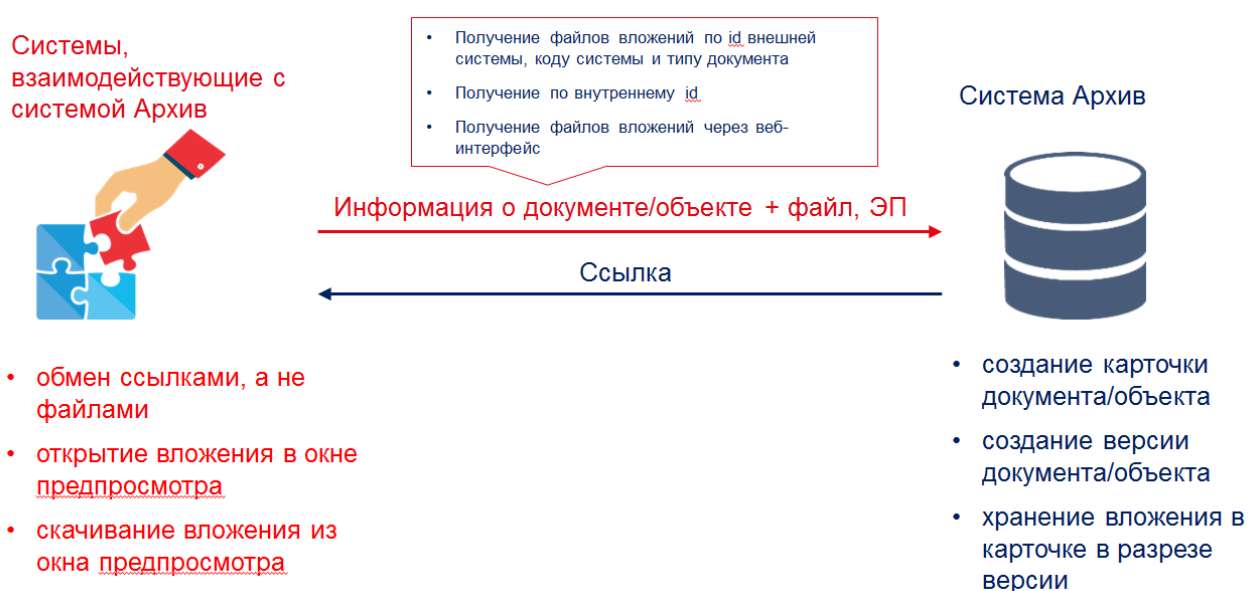 Системы,
взаимодействующие с
системой Архив
• Получение файлов вложений по id внешней
системы, коду системы и типу документа
• Получение по внутреннему id
• Получение файлов вложений через веб-
интерфейс
Система Архив
Информация о документе/объекте + файл, ЭП
Ссылка
• обмен ссылками, а не
файлами
• открытие вложения в окне
предпросмотра
• скачивание вложения из
окна предпросмотра
• создание карточки
документа/объекта
• создание версии
документа/объекта
• хранение вложения в
карточке в разрезе
версии